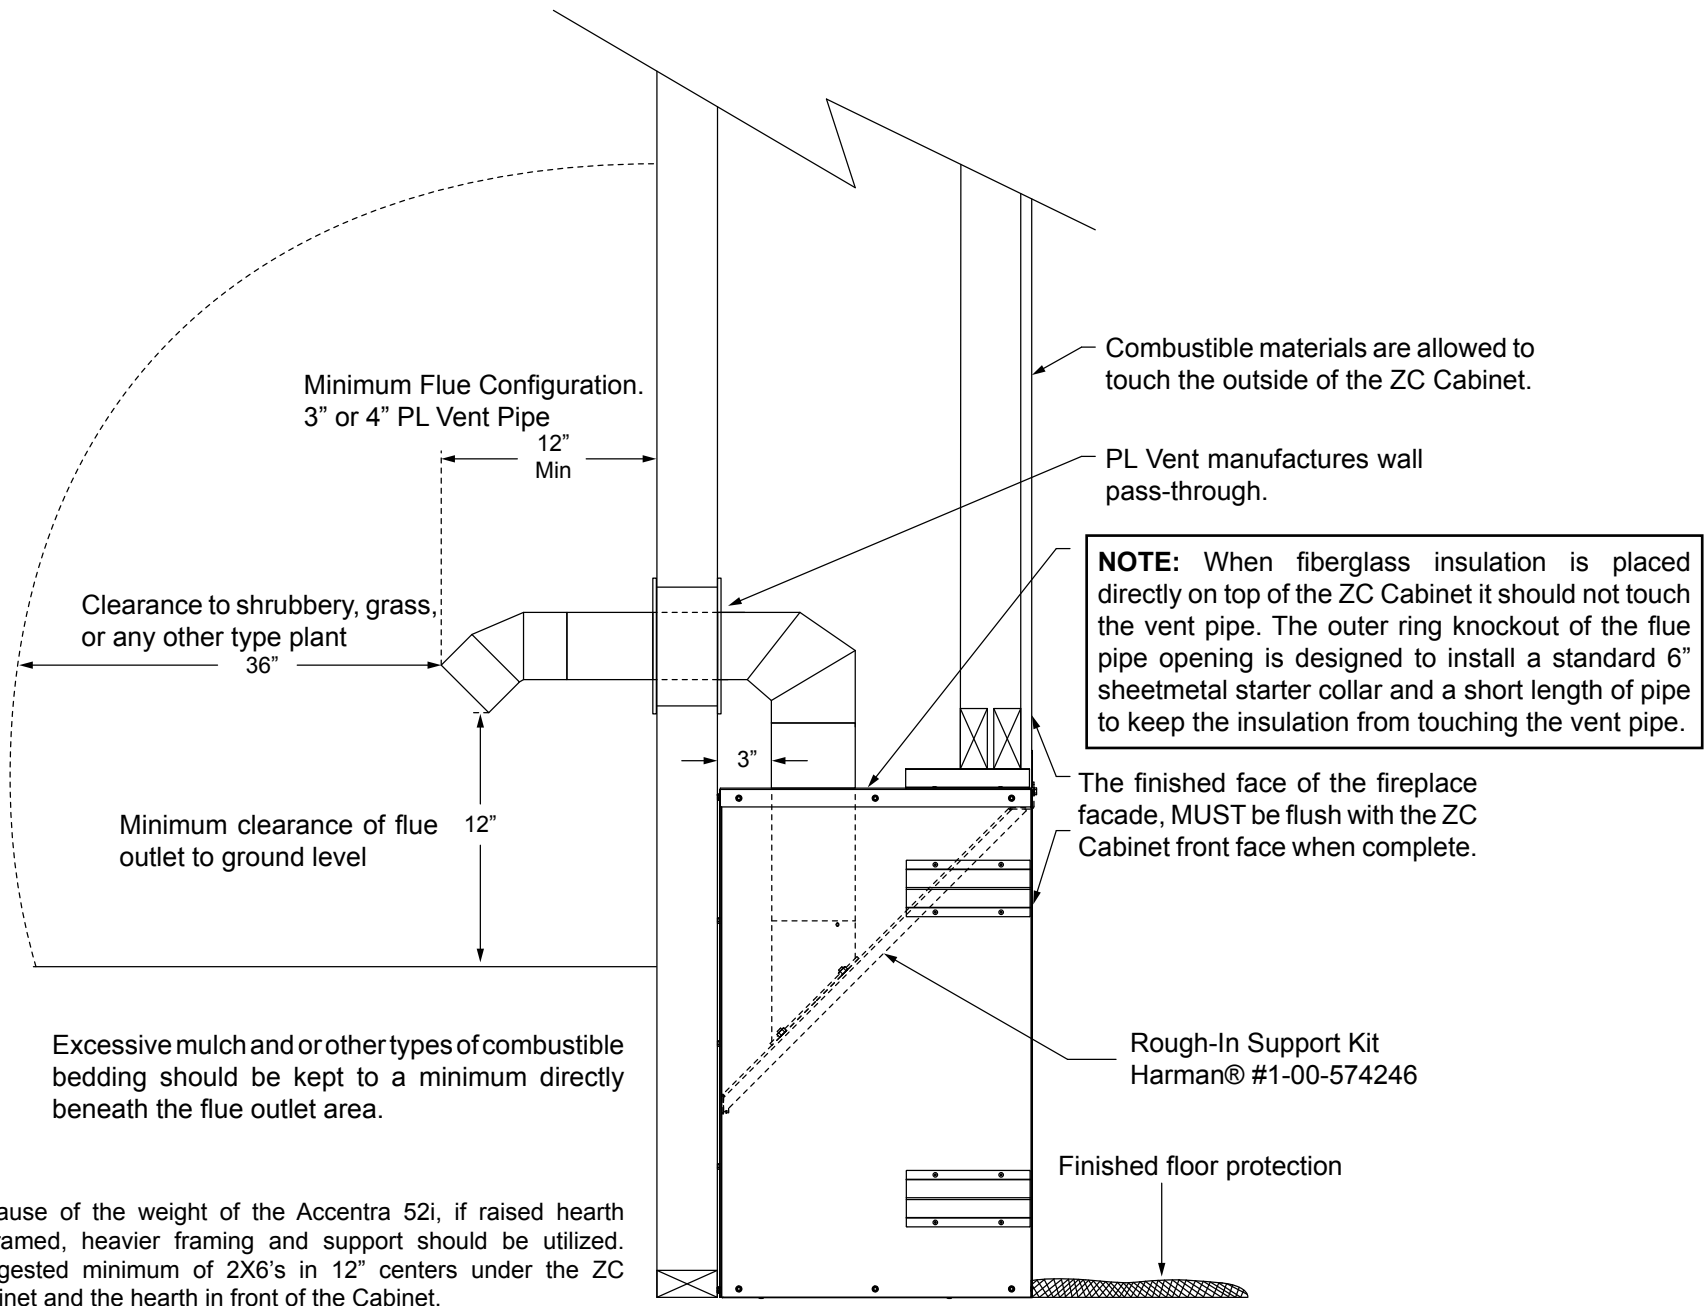 Minimum Flue Configuration.
3” or 4” PL Vent Pipe
12”
Min
Combustible materials are allowed to
touch the outside of the ZC Cabinet.
PL Vent manufactures wall
pass-through.
NOTE: When fiberglass insulation is placed
directly on top of the ZC Cabinet it should not touch
the vent pipe. The outer ring knockout of the flue
pipe opening is designed to install a standard 6”
sheetmetal starter collar and a short length of pipe
to keep the insulation from touching the vent pipe.
Clearance to shrubbery, grass,
or any other type plant
36”
3”
The finished face of the fireplace
facade, MUST be flush with the ZC
Cabinet front face when complete.
Minimum clearance of flue
outlet to ground level
12”
Excessive mulch and or other types of combustible
bedding should be kept to a minimum directly
beneath the flue outlet area.
Rough-In Support Kit
Harman® #1-00-574246
Finished floor protection
ause of the weight of the Accentra 52i, if raised hearth
ramed, heavier framing and support should be utilized.
gested minimum of 2X6’s in 12” centers under the ZC
inet and the hearth in front of the Cabinet.